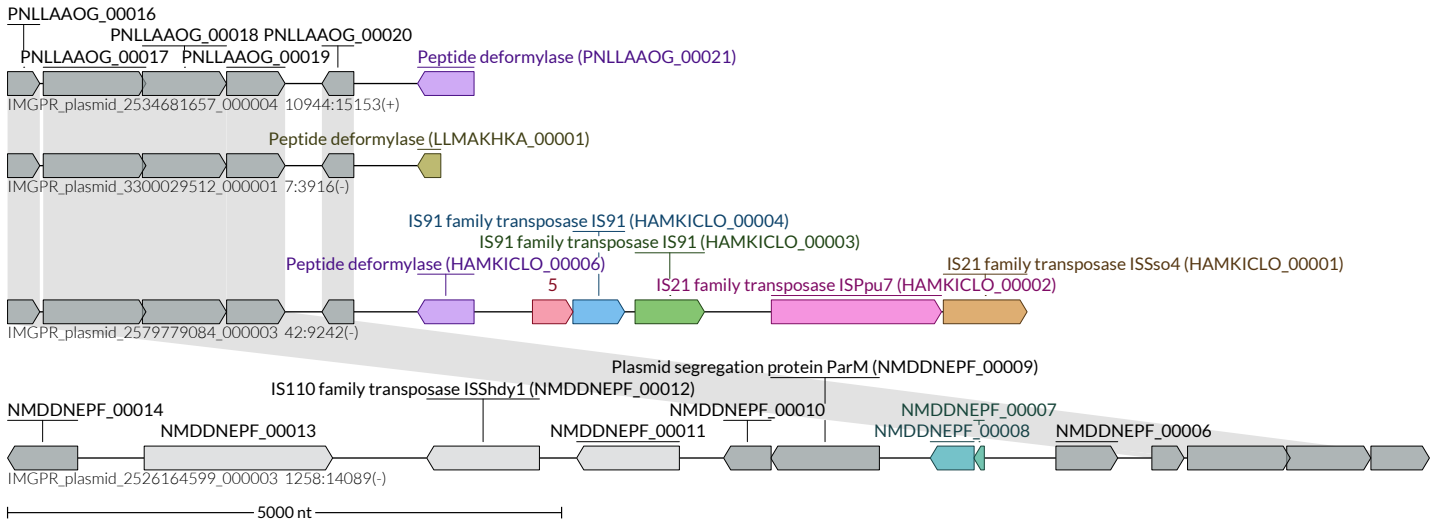 PNLLAAOG_00016
PNLLAAOG_00018 PNLLAAOG_00020
PNLLAAOG_00017 PNLLAAOG_00019 Peptide deformylase (PNLLAAOG_00021)
IMGPR_plasmid_2534681657_000004 10944:15153(+)
Peptide deformylase (LLMAKHKA_00001)
IMGPR_plasmid_3300029512_000001 7:3916(-)
IS91 family transposase IS91 (HAMKICLO_00004)
IS91 family transposase IS91 (HAMKICLO_00003)
Peptide deformylase (HAMKICLO_00006) IS21 family transposase ISSso4 (HAMKICLO_00001)
5 IS21 family transposase ISPpu7 (HAMKICLO_00002)
IMGPR_plasmid_2579779084_000003 42:9242(-)
Plasmid segregation protein ParM (NMDDNEPF_00009)
IS110 family transposase ISShdy1 (NMDDNEPF_00012)
NMDDNEPF_00014 NMDDNEPF_00010 NMDDNEPF_00007
NMDDNEPF_00013 NMDDNEPF_00011 NMDDNEPF_00008 NMDDNEPF_00006
IMGPR_plasmid_2526164599_000003 1258:14089(-)
5000 nt